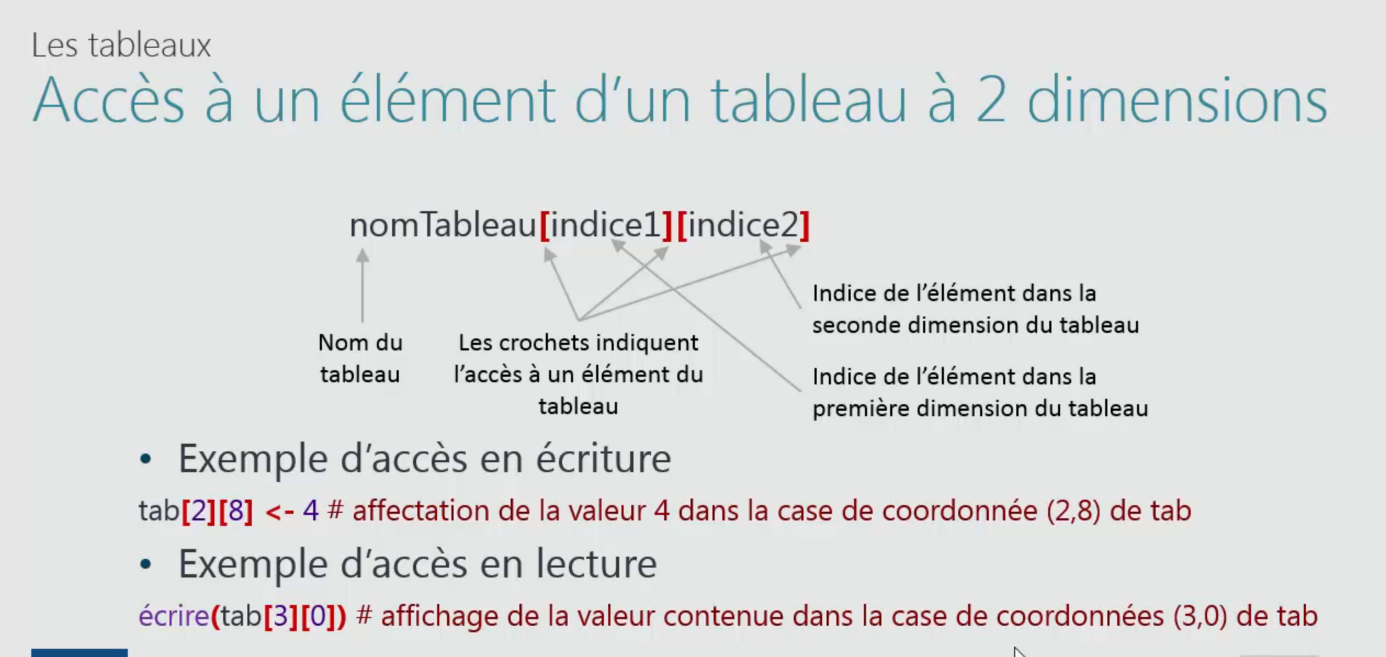 Les tableaux
Accès à un élément d'un tableau à 2 dimensions
nomTableau[indice1][indice2]
Indice de l'élément dans la
seconde dimension du tableau
Nom du
tableau
Les crochets indiquent
l'accès à un élément du
tableau
Indice de l'élément dans la
première dimension du tableau
• Exemple d'accès en écriture
tab[2][8] <- 4 # affectation de la valeur 4 dans la case de coordonnée (2,8) de tab
• Exemple d'accès en lecture
écrire(tab[3][0]) # affichage de la valeur contenue dans la case de coordonnées (3,0) de tab